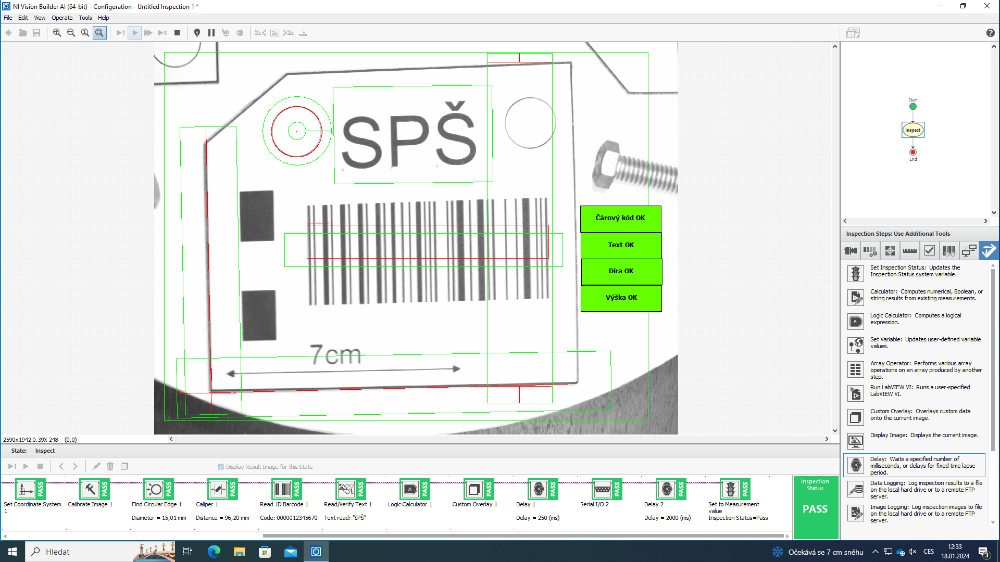 NI Vision Builder AI (64-bit) - Configuration - Untitled Inspection 1 *
File Edit View Operate Tools Help
SPŠ
7cm
Čárový kód OK
Text OK
Díra OK
Výška OK
2590x1942 0.39X 248 (0,0)
Start
Inspect
End
Inspection Steps: Use Additional Tools
Set Inspection Status: Updates the
Inspection Status system variable.
Calculator: Computes numerical, Boolean, or
string results from existing measurements.
Logic Calculator: Computes a logical
expression.
Set Variable: Updates user-defined variable
values.
Array Operator: Performs various array
operations on an array produced by another
step.
Run LabVIEW VI: Runs a user-specified
LabVIEW VI.
Custom Overlay: Overlays custom data
onto the current image.
Display Image: Displays the current image.
Delay: Waits a specified number of
milliseconds, or delays for fixed time lapse
period.
Data Logging: Log inspection results to a file
on the local hard drive or to a remote FTP
server.
Image Logging: Log inspection images to file
on the local hard drive or to a remote FTP
server.
State: Inspect
Display Result Image for this State
PASS PASS PASS PASS PASS PASS PASS PASS PASS PASS PASS PASS
Set Coordinate System
1
Calibrate Image 1
Find Circular Edge 1
Diameter = 15,01 mm
Caliper 1
Distance = 96,20 mm
Read 1D Barcode 1
Code: 0000012345670
Read/Verify Text 1
Text read: "SPŠ"
Logic Calculator 1
Custom Overlay 1
Delay 1
Delay = 250 (ms)
Serial I/O 2
Delay 2
Delay = 2000 (ms)
Set to Measurement
value
Inspection Status=Pass
Inspection
Status
PASS
Hledat
Očekává se 7 cm sněhu
CES
12:33
18.01.2024
3